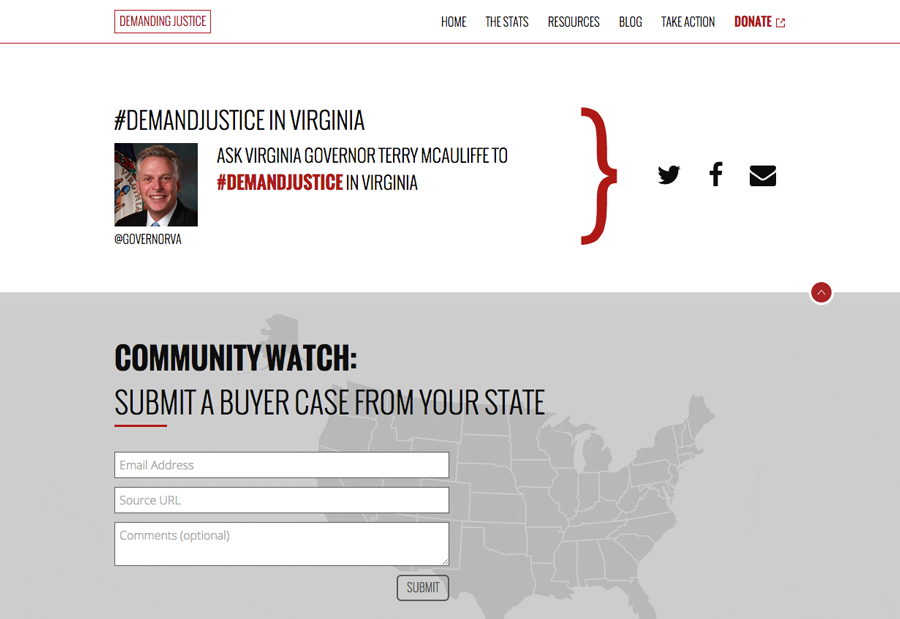 DEMANDING JUSTICE
HOME THE STATS RESOURCES BLOG TAKE ACTION DONATE
#DEMANDJUSTICE IN VIRGINIA
ASK VIRGINIA GOVERNOR TERRY MCAULIFFE TO
#DEMANDJUSTICE IN VIRGINIA
@GOVERNORVA
COMMUNITY WATCH:
SUBMIT A BUYER CASE FROM YOUR STATE
Email Address
Source URL
Comments (optional)
SUBMIT